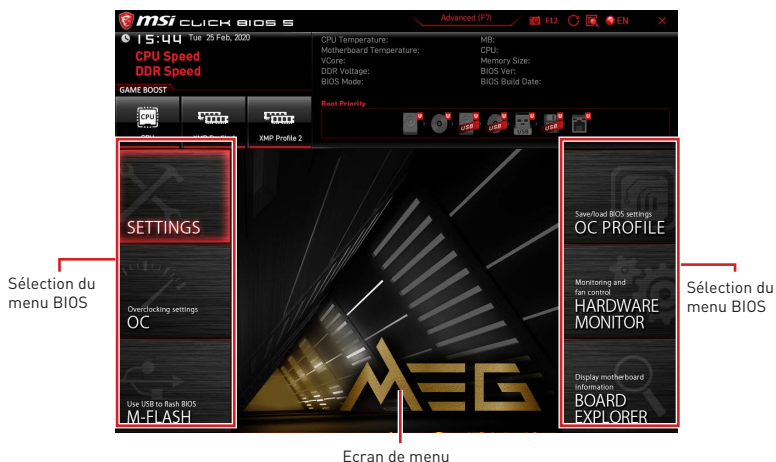 msi CLICK BIOS 5
Advanced (F7)
F12
EN
X
15:44 Tue 25 Feb, 2020
CPU Speed
DDR Speed
CPU Temperature:
Motherboard Temperature:
VCore:
DDR Voltage:
BIOS Mode:
MB:
CPU:
Memory Size:
BIOS Ver:
BIOS Build Date:
GAME BOOST
Boot Priority
CPU
U U U U U U U
USB USB USB USB
CPU
XMP Profile 2
SETTINGS
Overclocking settings
OC
Use USB to flash BIOS
M-FLASH
Save/load BIOS settings
OC PROFILE
Monitoring and
fan control
HARDWARE
MONITOR
Display motherboard
information
BOARD
EXPLORER
MEG
Sélection du
menu BIOS
Sélection du
menu BIOS
Ecran de menu